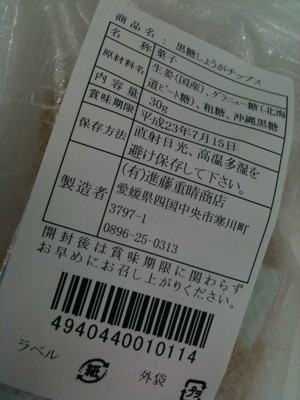 商品名：黒糖しょうがチップス
名称 菓子
原材料名 生姜(国産)、グラニュー糖(北海
道ビート糖)、粗糖、沖縄黒糖
内容量 30g
賞味期限 平成23年7月15日
保存方法 直射日光、高温多湿を
避け保存して下さい。
製造者 (有)進藤重晴商店
愛媛県四国中央市寒川町
3797-1
0896-25-0313
開封後は賞味期限に関わらず
お早めにお召し上がりください。
4940440010114
ラベル 紙 外袋 プラ